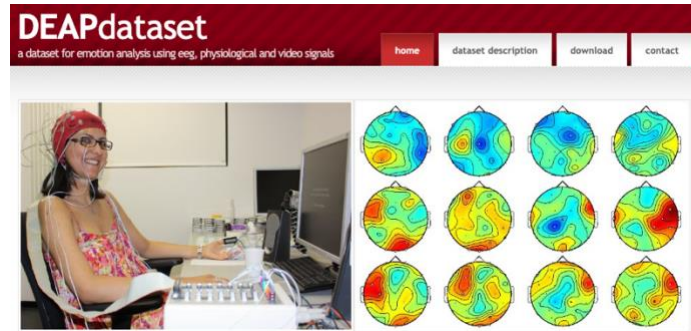 DEAPdataset
a dataset for emotion analysis using eeg, physiological and video signals
home
dataset description
download
contact